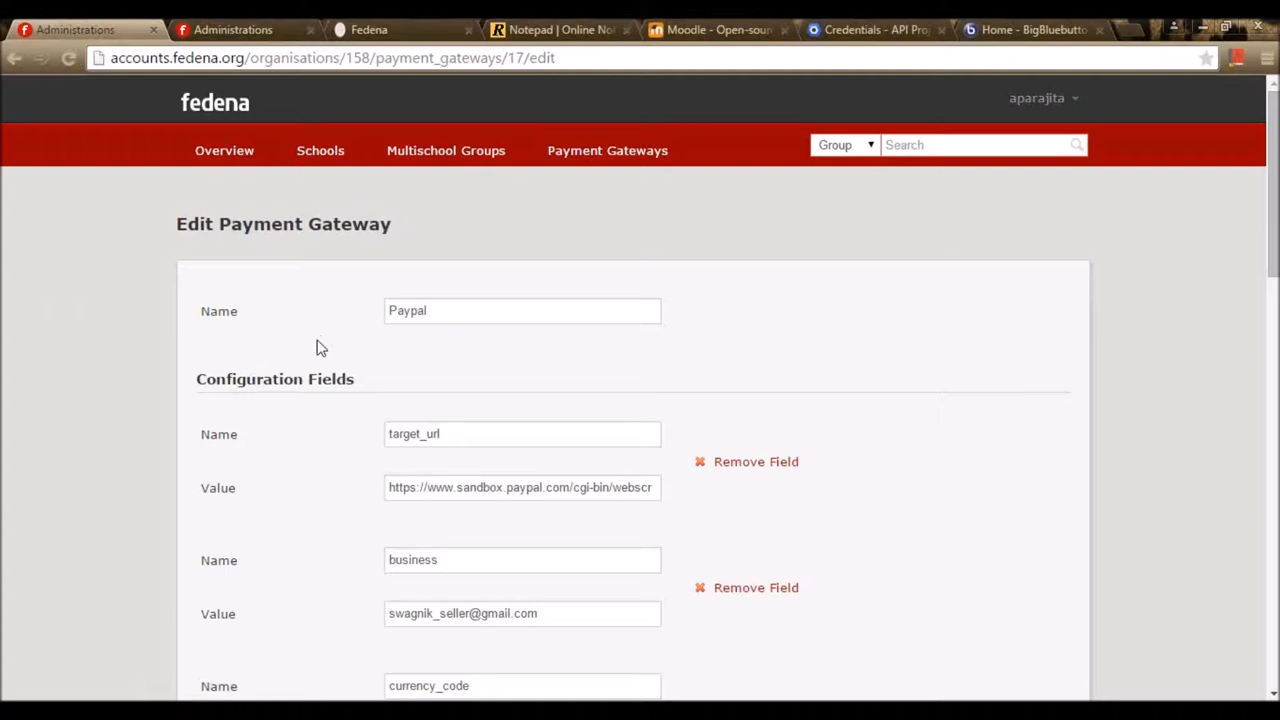 Administrations
Administrations
Fedena
Notepad | Online No
Moodle - Open-sour
Credentials - API Pro
Home - BigBlueButto
accounts.fedena.org/organisations/158/payment_gateways/17/edit
fedena
aparajita
Overview
Schools
Multischool Groups
Payment Gateways
Group
Search
Edit Payment Gateway
Name
Paypal
Configuration Fields
Name
target_url
Remove Field
Value
https://www.sandbox.paypal.com/cgi-bin/webscr
Name
business
Remove Field
Value
swagnik_seller@gmail.com
Name
currency_code